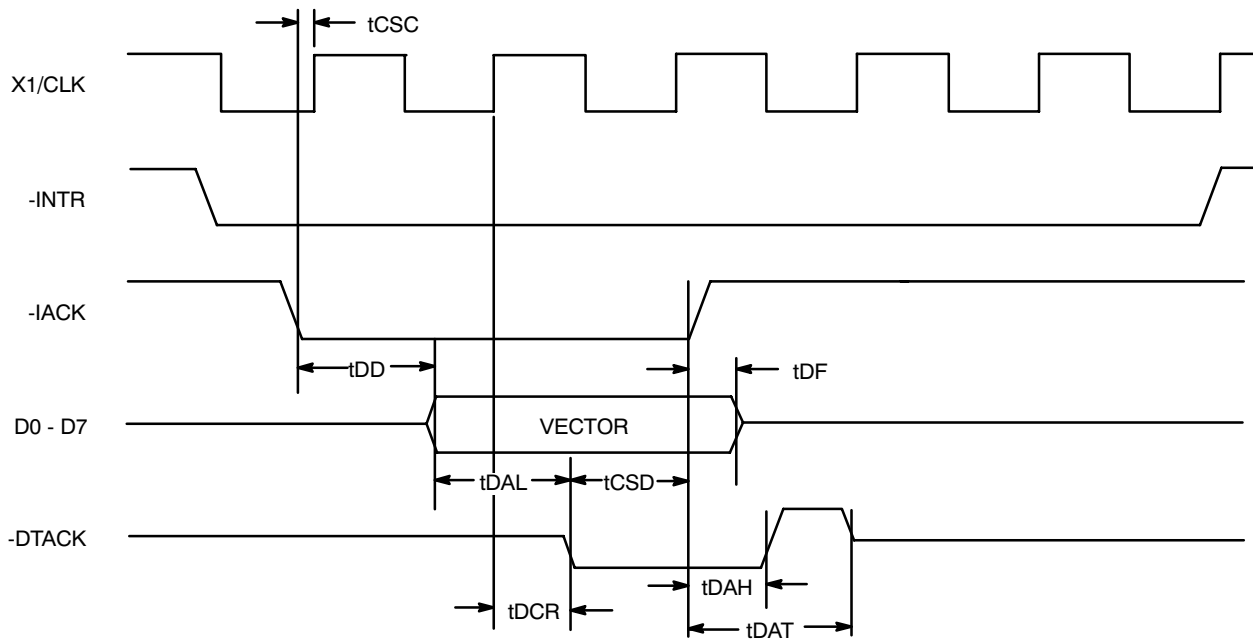 tCSC
X1/CLK
-INTR
-IACK
tDD
tDF
D0 - D7
VECTOR
tDAL
tCSD
-DTACK
tDAH
tDCR
tDAT